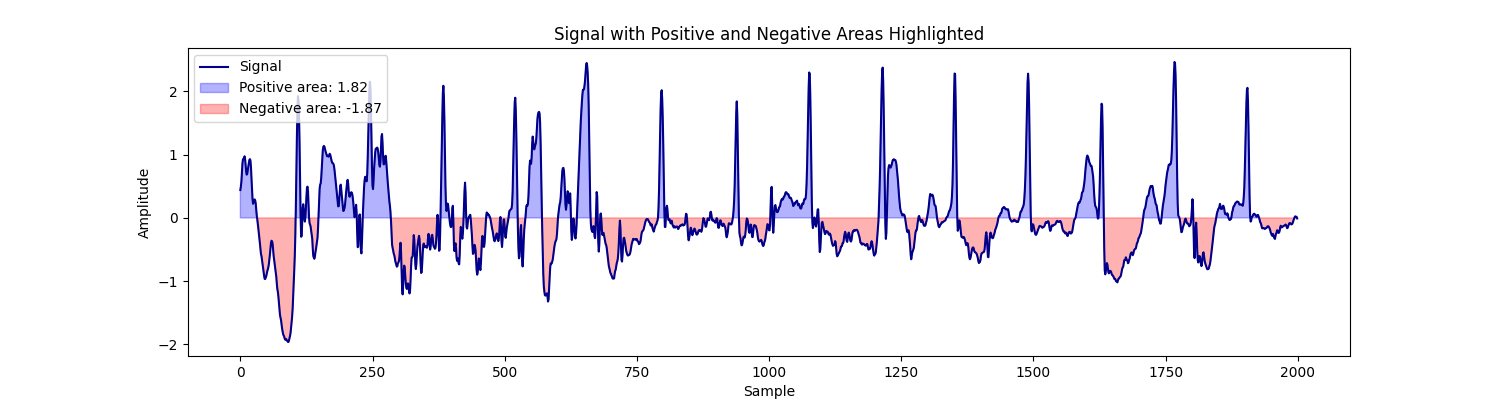 Signal with Positive and Negative Areas Highlighted
Signal
Positive area: 1.82
Negative area: -1.87
Amplitude
2
1
0
−1
−2
0 250 500 750 1000 1250 1500 1750 2000
Sample